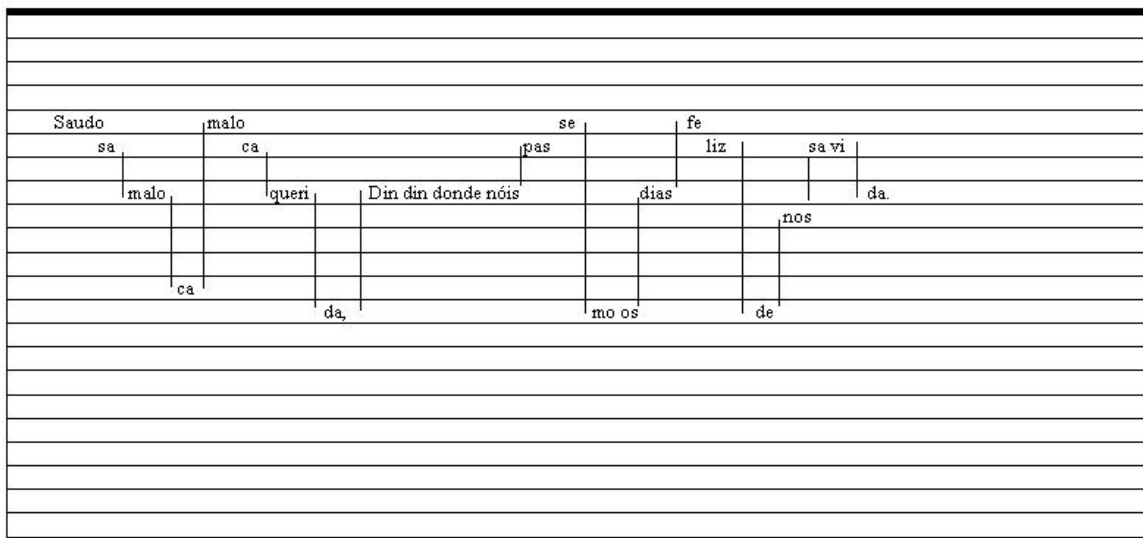 Saudo malo se fe
sa ca pas liz sa vi
malo queri Din din donde nóis dias da.
nos
ca
da, mo os de